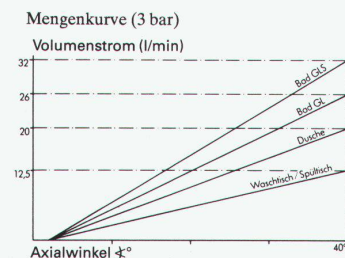 Mengenkurve (3 bar)
Volumenstrom (l/min)
32
Bad GLS
26
Bad GL
20
Dusche
12,5
Waschtisch/Spültisch
Axialwinkel ∢°
40°